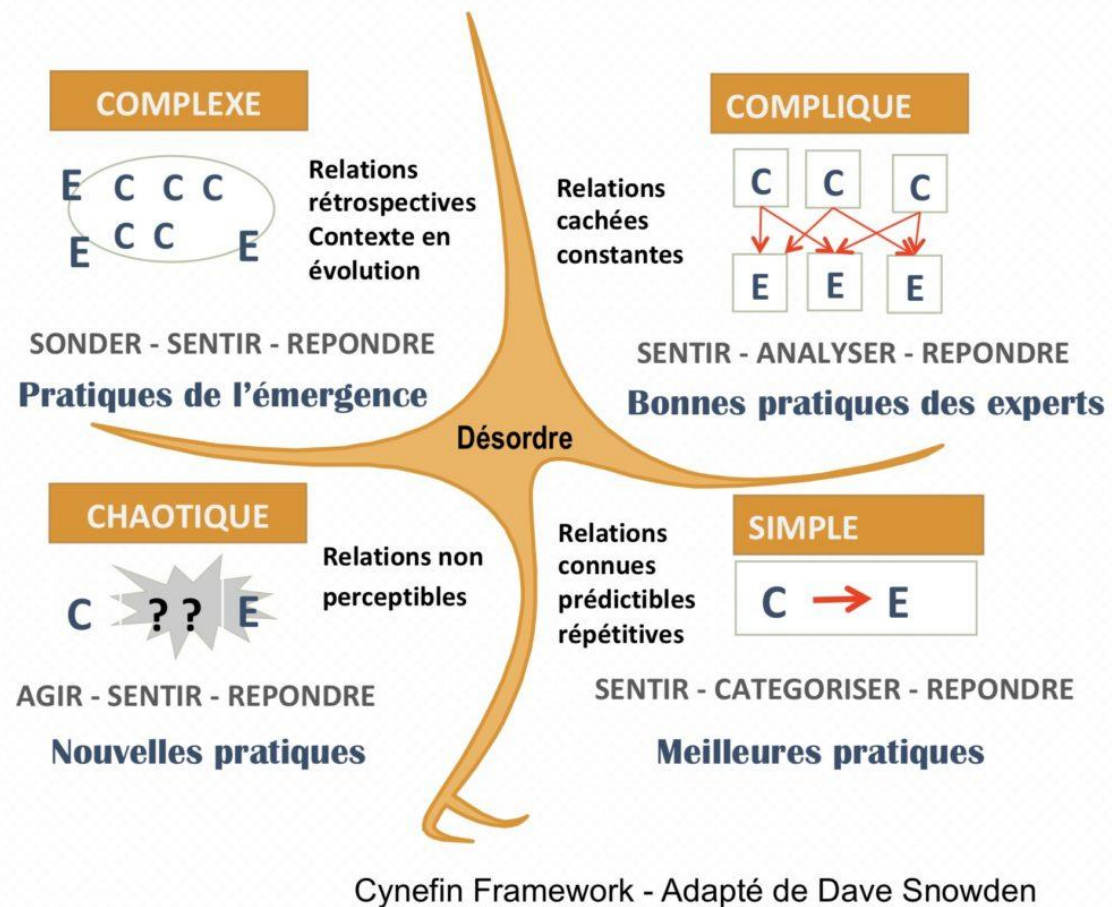 COMPLEXE
E C C C
C C
E E
Relations
rétrospectives
Contexte en
évolution
SONDER - SENTIR - REPONDRE
Pratiques de l'émergence
COMPLIQUE
Relations
cachées
constantes
C C C
E E E
SENTIR - ANALYSER - REPONDRE
Bonnes pratiques des experts
Désordre
CHAOTIQUE
C ? ? E
Relations non
perceptibles
AGIR - SENTIR - REPONDRE
Nouvelles pratiques
SIMPLE
Relations
connues
prédictibles
répétitives
C E
SENTIR - CATEGORISER - REPONDRE
Meilleures pratiques
Cynefin Framework - Adapté de Dave Snowden